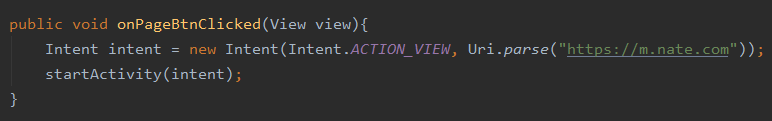 public void onPageBtnClicked(View view){
    Intent intent = new Intent(Intent.ACTION_VIEW, Uri.parse("https://m.nate.com"));
    startActivity(intent);
}